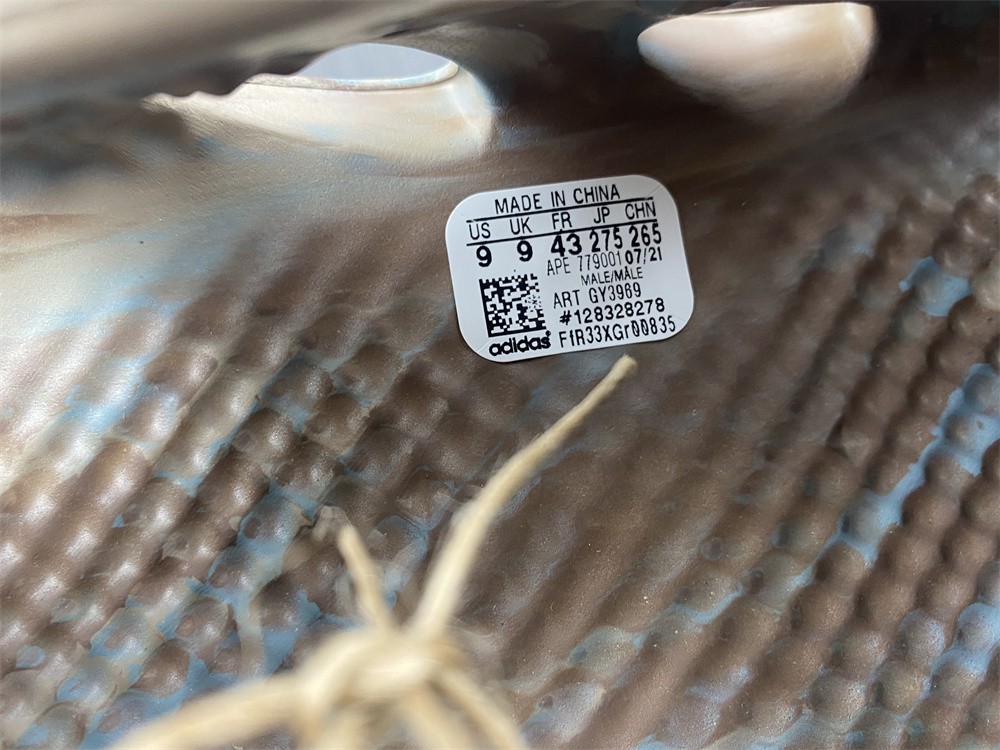 MADE IN CHINA
US UK FR JP CHN
9 9 43 275 265
APE 779001 07/21
MALE/MÂLE
ART GY3969
#128328278
adidas® F1R33XGr00835